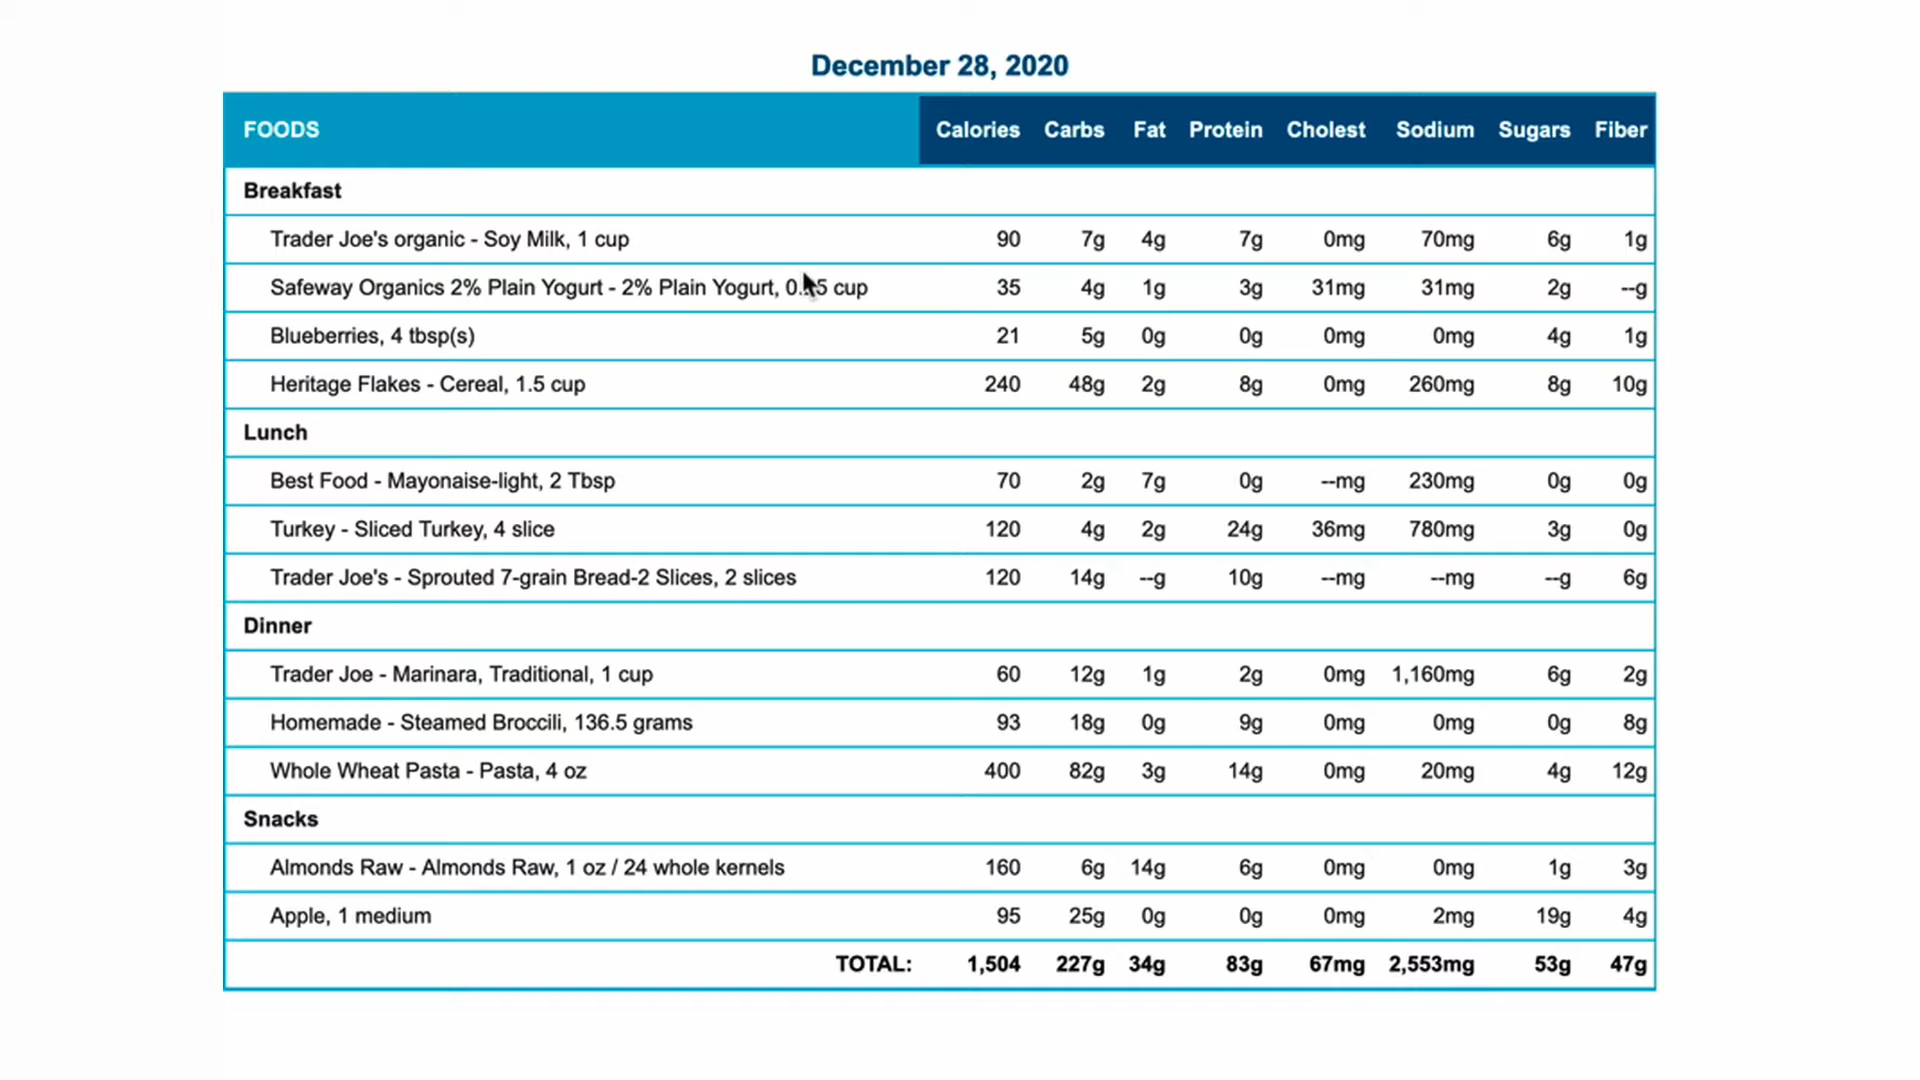 December 28, 2020
FOODS Calories Carbs Fat Protein Cholest Sodium Sugars Fiber
Breakfast
Trader Joe's organic - Soy Milk, 1 cup 90 7g 4g 7g 0mg 70mg 6g 1g
Safeway Organics 2% Plain Yogurt - 2% Plain Yogurt, cup 35 4g 1g 3g 31mg 31mg 2g --g
Blueberries, 4 tbsp(s) 21 5g 0g 0g 0mg 0mg 4g 1g
Heritage Flakes - Cereal, 1.5 cup 240 48g 2g 8g 0mg 260mg 8g 10g
Lunch
Best Food - Mayonaise-light, 2 Tbsp 70 2g 7g 0g --mg 230mg 0g 0g
Turkey - Sliced Turkey, 4 slice 120 4g 2g 24g 36mg 780mg 3g 0g
Trader Joe's - Sprouted 7-grain Bread-2 Slices, 2 slices 120 14g --g 10g --mg --mg --g 6g
Dinner
Trader Joe - Marinara, Traditional, 1 cup 60 12g 1g 2g 0mg 1,160mg 6g 2g
Homemade - Steamed Broccili, 136.5 grams 93 18g 0g 9g 0mg 0mg 0g 8g
Whole Wheat Pasta - Pasta, 4 oz 400 82g 3g 14g 0mg 20mg 4g 12g
Snacks
Almonds Raw - Almonds Raw, 1 oz / 24 whole kernels 160 6g 14g 6g 0mg 0mg 1g 3g
Apple, 1 medium 95 25g 0g 0g 0mg 2mg 19g 4g
TOTAL: 1,504 227g 34g 83g 67mg 2,553mg 53g 47g